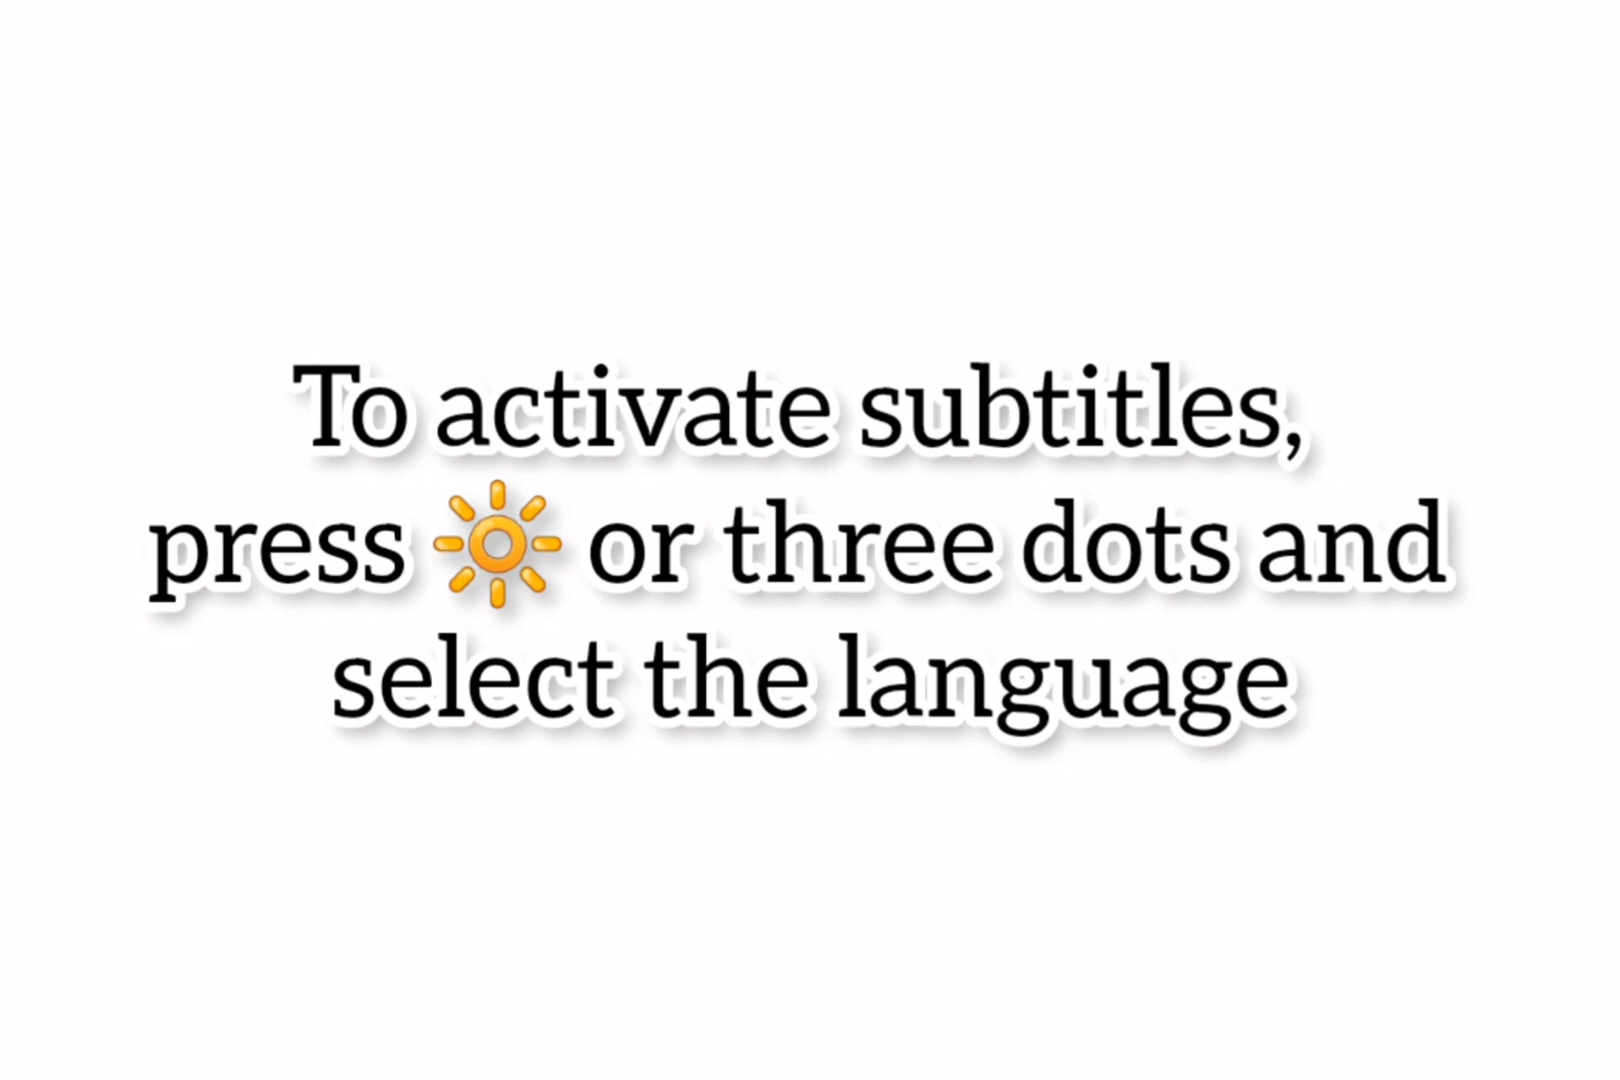 To activate subtitles,
press 🔆 or three dots and
select the language